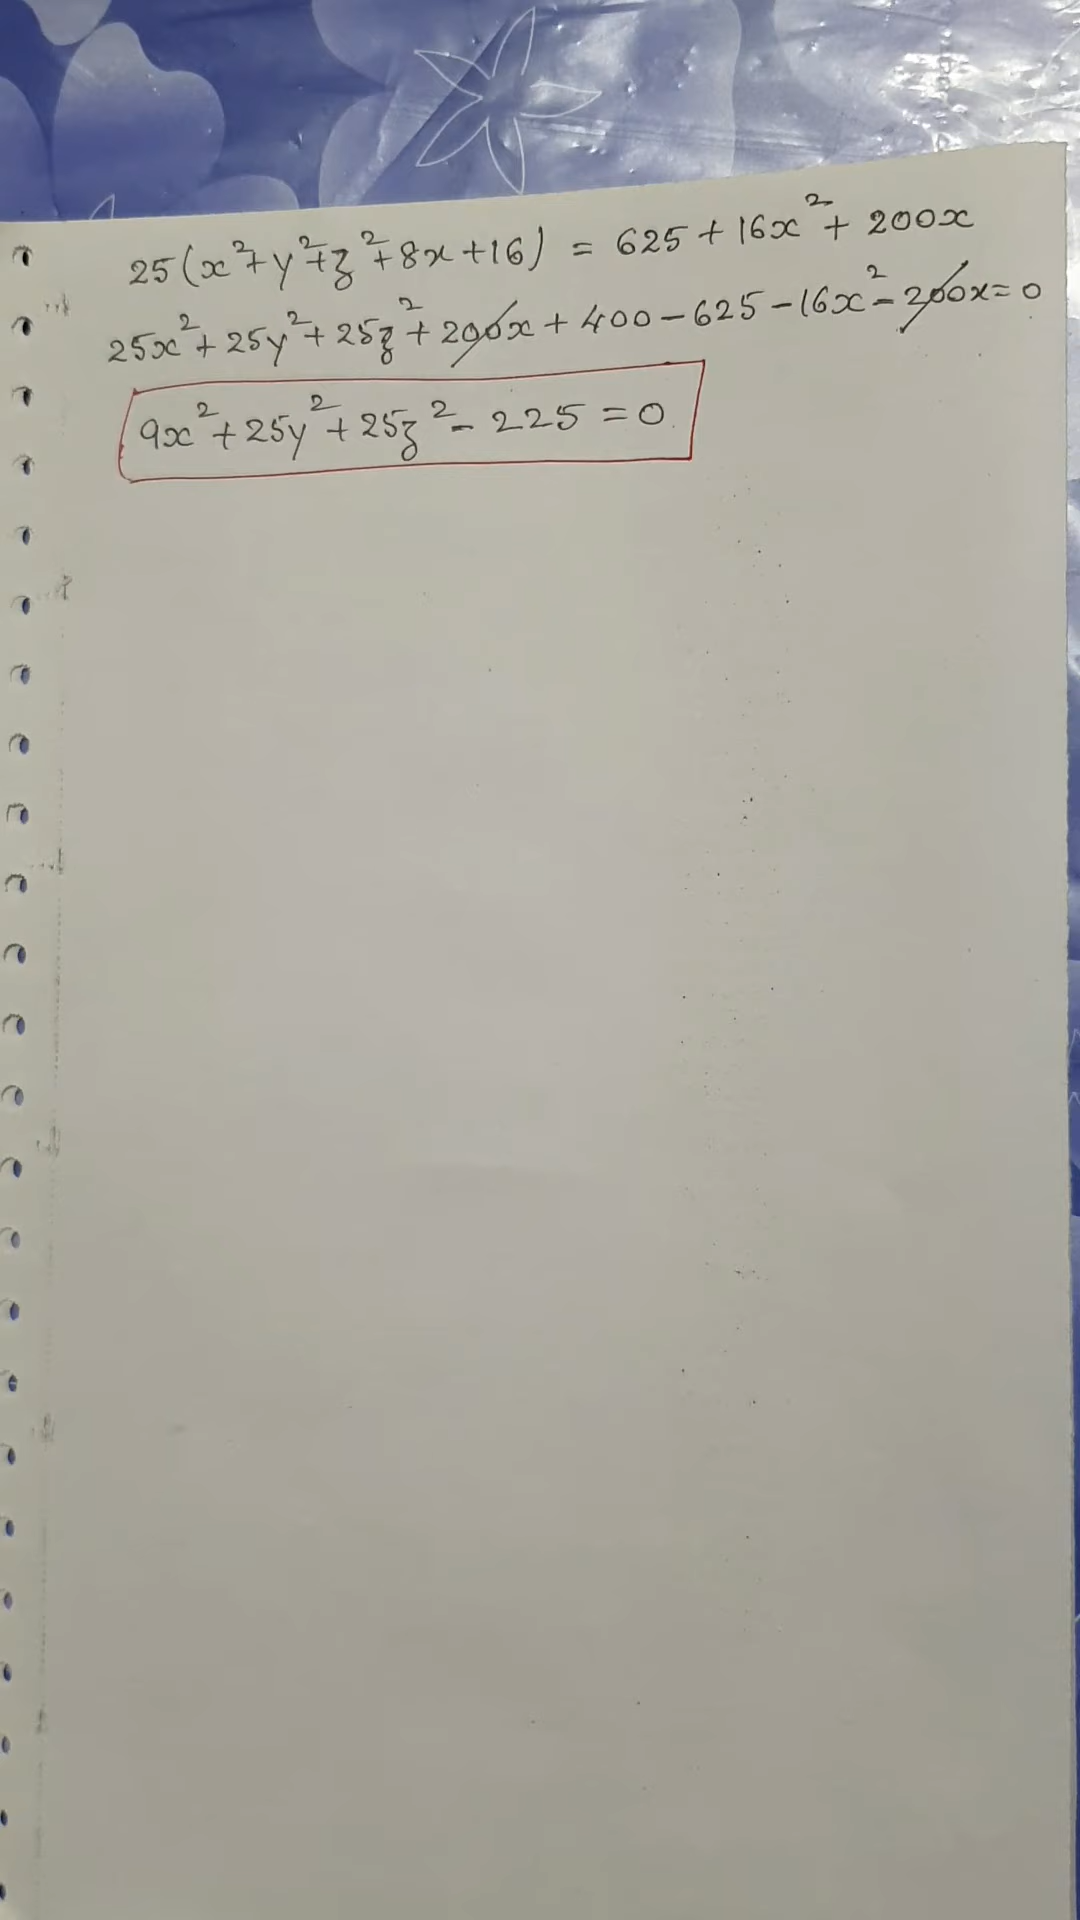 25(x²+y²+z²+8x+16) = 625+16x²+200x
25x²+25y²+25z²+200x+400-625-16x²-200x=0
9x²+25y²+25z²-225=0